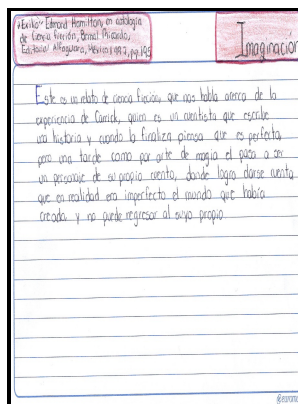 "Exilio" Edmond Hamilton, en antología
de Ciencia ficción, Bernal Micardo,
Editorial Alfaguara, México 1997, pp. 195
Imaginación
Este es un relato de ciencia ficción, que nos habla acerca de la
experiencia de Carrick, quien es un cuentista que escribe
una historia y cuando la finaliza piensa que es perfecta,
pero una tarde como por arte de magia el pasa a ser
un personaje de su propio cuento, donde logra darse cuenta
que en realidad era imperfecto el mundo que había
creado y no puede regresar al suyo propio.